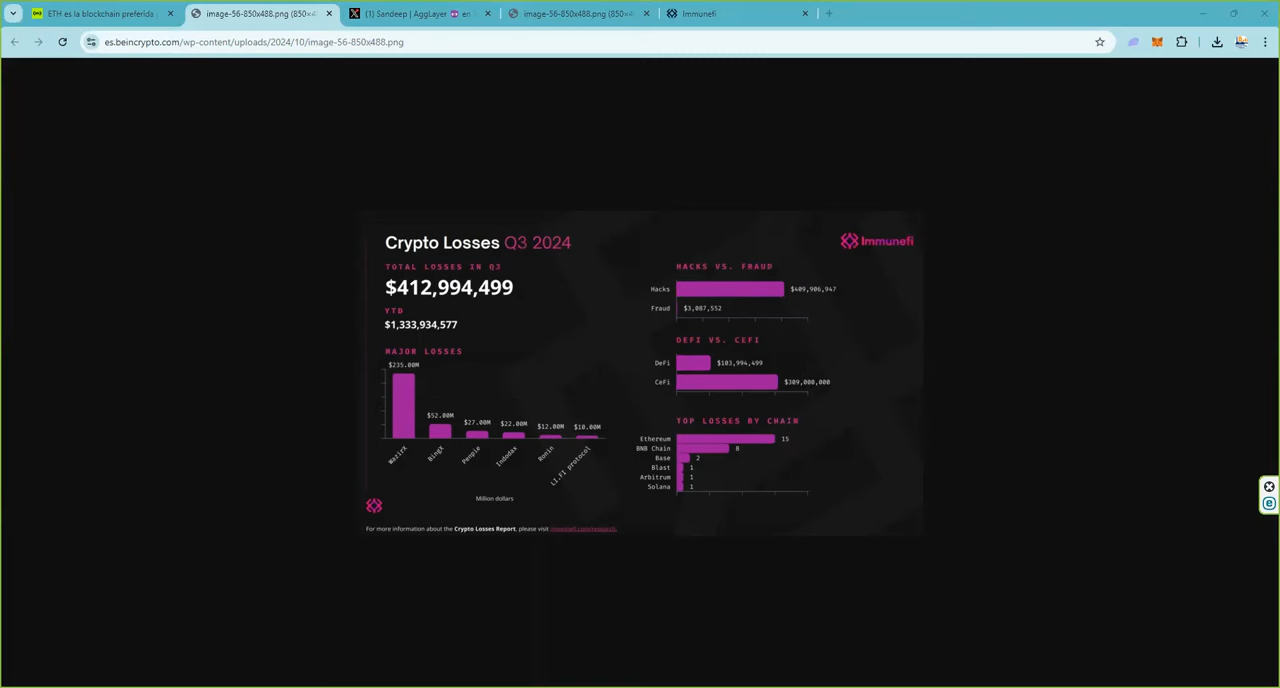 ETH es la blockchain preferida
image-56-850x488.png (850×4
(1) Sandeep | AggLayer en
image-56-850x488.png (850×4
Immunefi
es.beincrypto.com/wp-content/uploads/2024/10/image-56-850x488.png
Crypto Losses Q3 2024
Immunefi
TOTAL LOSSES IN Q3
$412,994,499
YTD
$1,333,934,577
MAJOR LOSSES
$235.00M
$52.00M
$27.00M
$22.00M
$12.00M
$10.00M
WazirX
BingX
Penpie
Indodax
Ronin
LI.FI protocol
Million dollars
HACKS VS. FRAUD
Hacks $409,906,947
Fraud $3,087,552
DEFI VS. CEFI
DeFi $103,994,499
CeFi $309,000,000
TOP LOSSES BY CHAIN
Ethereum 15
BNB Chain 8
Base 2
Blast 1
Arbitrum 1
Solana 1
For more information about the Crypto Losses Report, please visit immunefi.com/research.